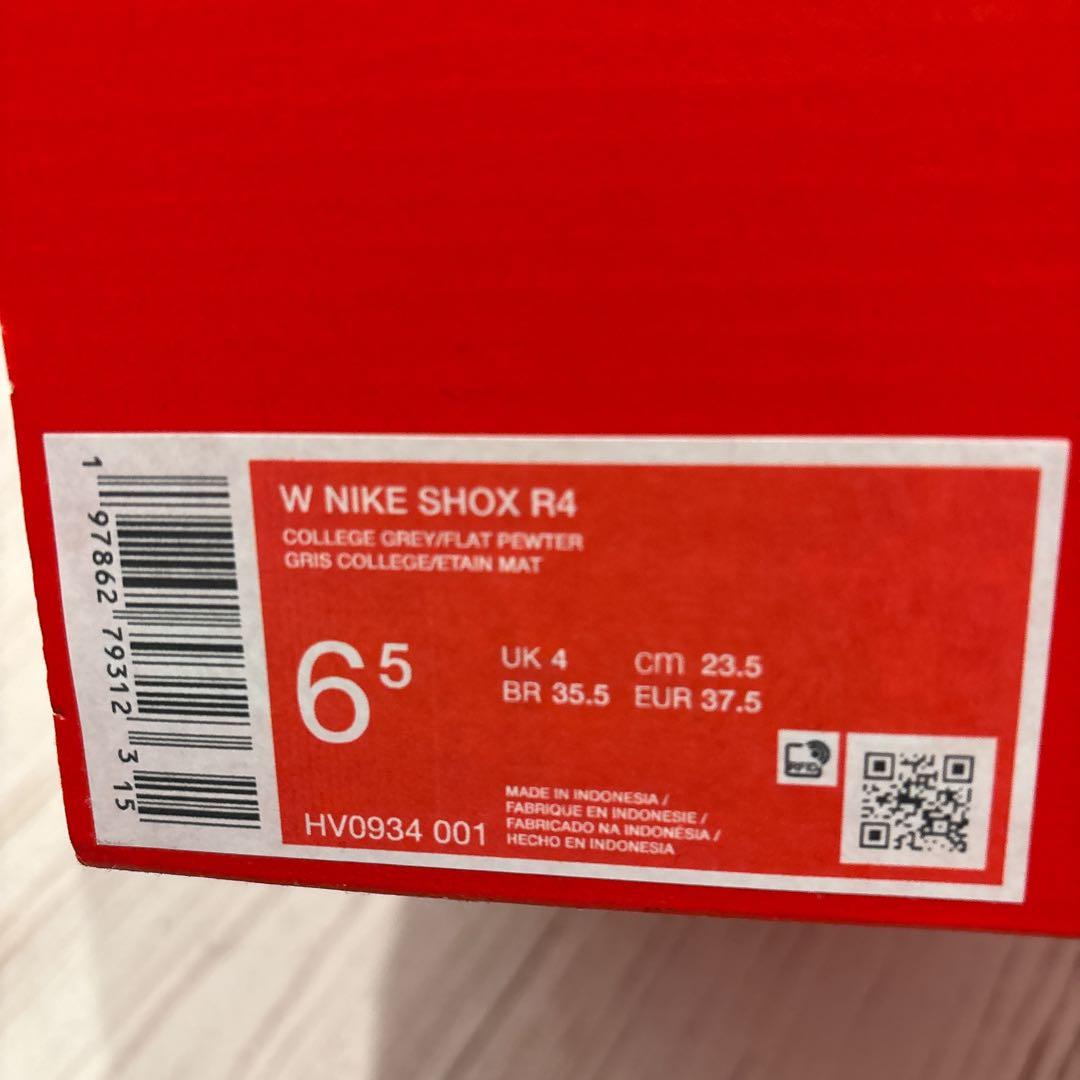 W NIKE SHOX R4
COLLEGE GREY/FLAT PEWTER
GRIS COLLEGE/ETAIN MAT
6 5
UK 4 cm 23.5
BR 35.5 EUR 37.5
HV0934 001
MADE IN INDONESIA /
FABRIQUE EN INDONESIE /
FABRICADO NA INDONÉSIA /
HECHO EN INDONESIA
RFID
1 97862 79312 3 15